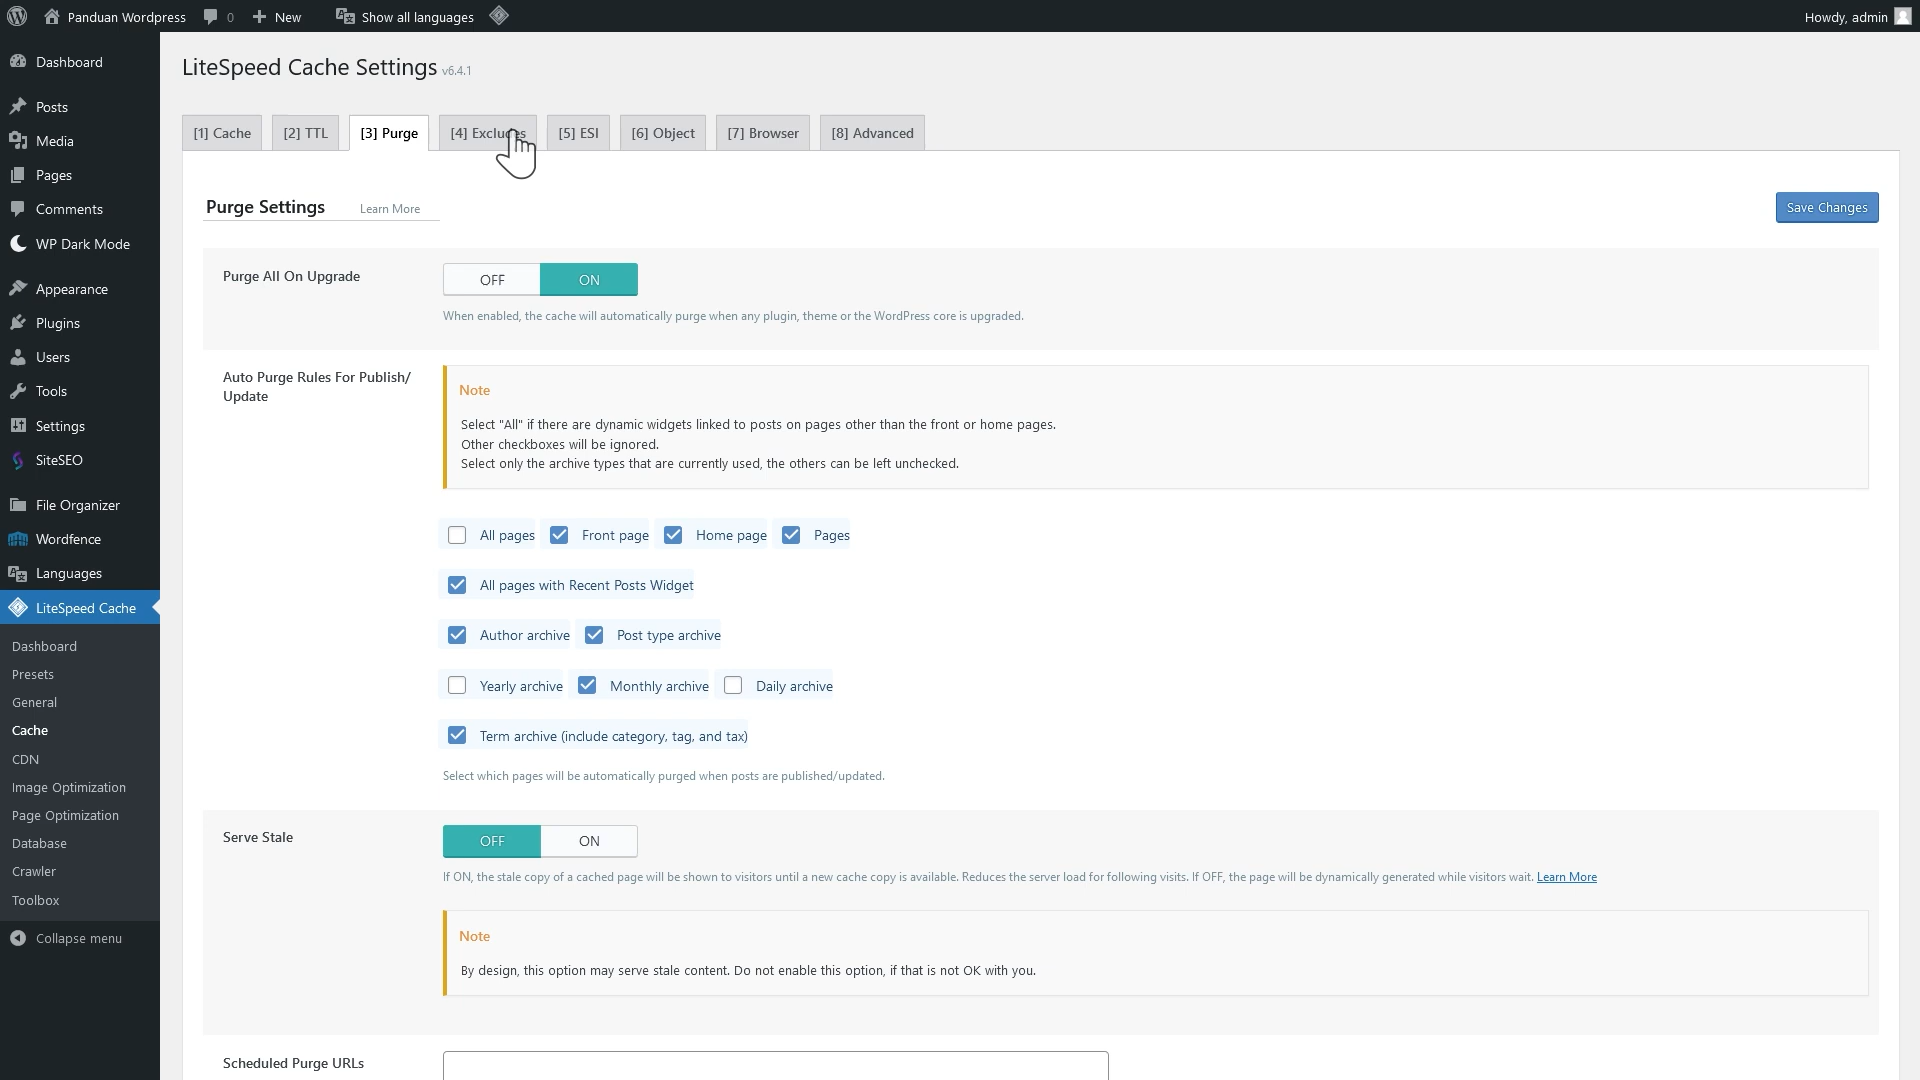 Panduan Wordpress
0
New
Show all languages
Howdy, admin
Dashboard
Posts
Media
Pages
Comments
WP Dark Mode
Appearance
Plugins
Users
Tools
Settings
SiteSEO
File Organizer
Wordfence
Languages
LiteSpeed Cache
Dashboard
Presets
General
Cache
CDN
Image Optimization
Page Optimization
Database
Crawler
Toolbox
Collapse menu
LiteSpeed Cache Settings v6.4.1
[1] Cache
[2] TTL
[3] Purge
[4] Excludes
[5] ESI
[6] Object
[7] Browser
[8] Advanced
Purge Settings
Learn More
Save Changes
Purge All On Upgrade
OFF
ON
When enabled, the cache will automatically purge when any plugin, theme or the WordPress core is upgraded.
Auto Purge Rules For Publish/
Update
Note
Select "All" if there are dynamic widgets linked to posts on pages other than the front or home pages.
Other checkboxes will be ignored.
Select only the archive types that are currently used, the others can be left unchecked.
All pages
Front page
Home page
Pages
All pages with Recent Posts Widget
Author archive
Post type archive
Yearly archive
Monthly archive
Daily archive
Term archive (include category, tag, and tax)
Select which pages will be automatically purged when posts are published/updated.
Serve Stale
OFF
ON
If ON, the stale copy of a cached page will be shown to visitors until a new cache copy is available. Reduces the server load for following visits. If OFF, the page will be dynamically generated while visitors wait. Learn More
Note
By design, this option may serve stale content. Do not enable this option, if that is not OK with you.
Scheduled Purge URLs